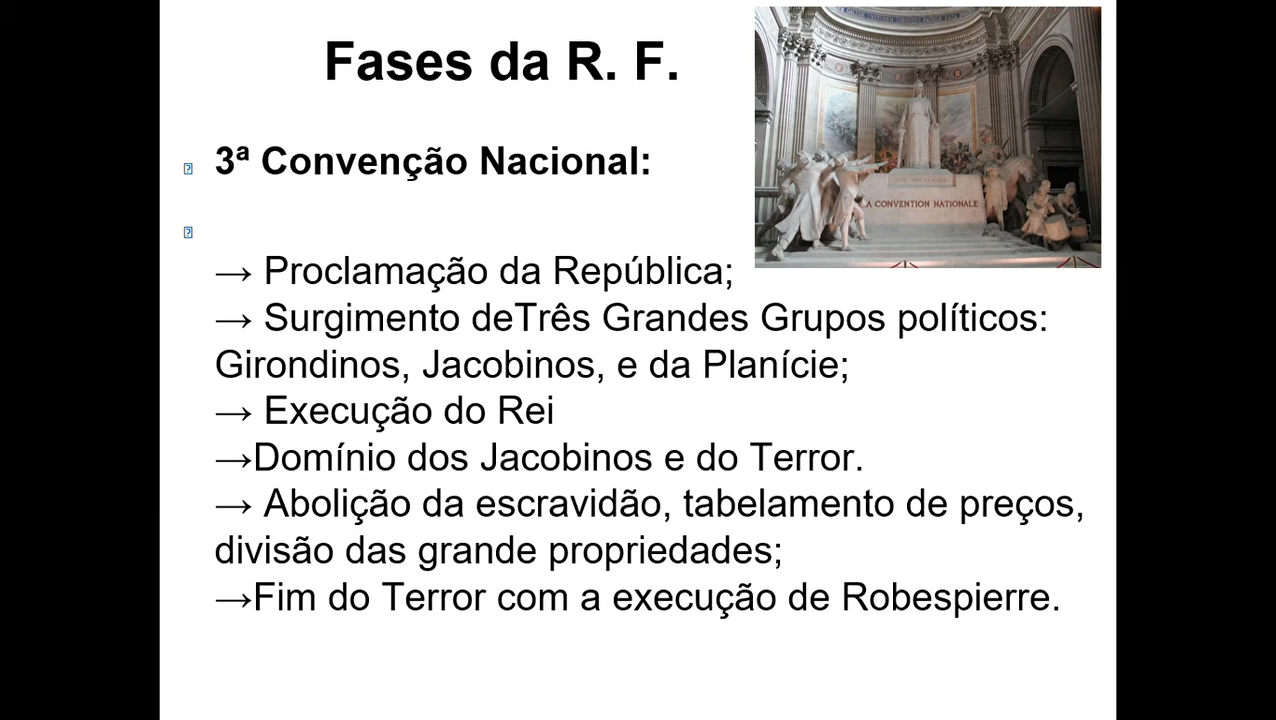 Fases da R. F.
3ª Convenção Nacional:
→ Proclamação da República;
→ Surgimento deTrês Grandes Grupos políticos:
Girondinos, Jacobinos, e da Planície;
→ Execução do Rei
→Domínio dos Jacobinos e do Terror.
→ Abolição da escravidão, tabelamento de preços,
divisão das grande propriedades;
→Fim do Terror com a execução de Robespierre.
LA CONVENTION NATIONALE